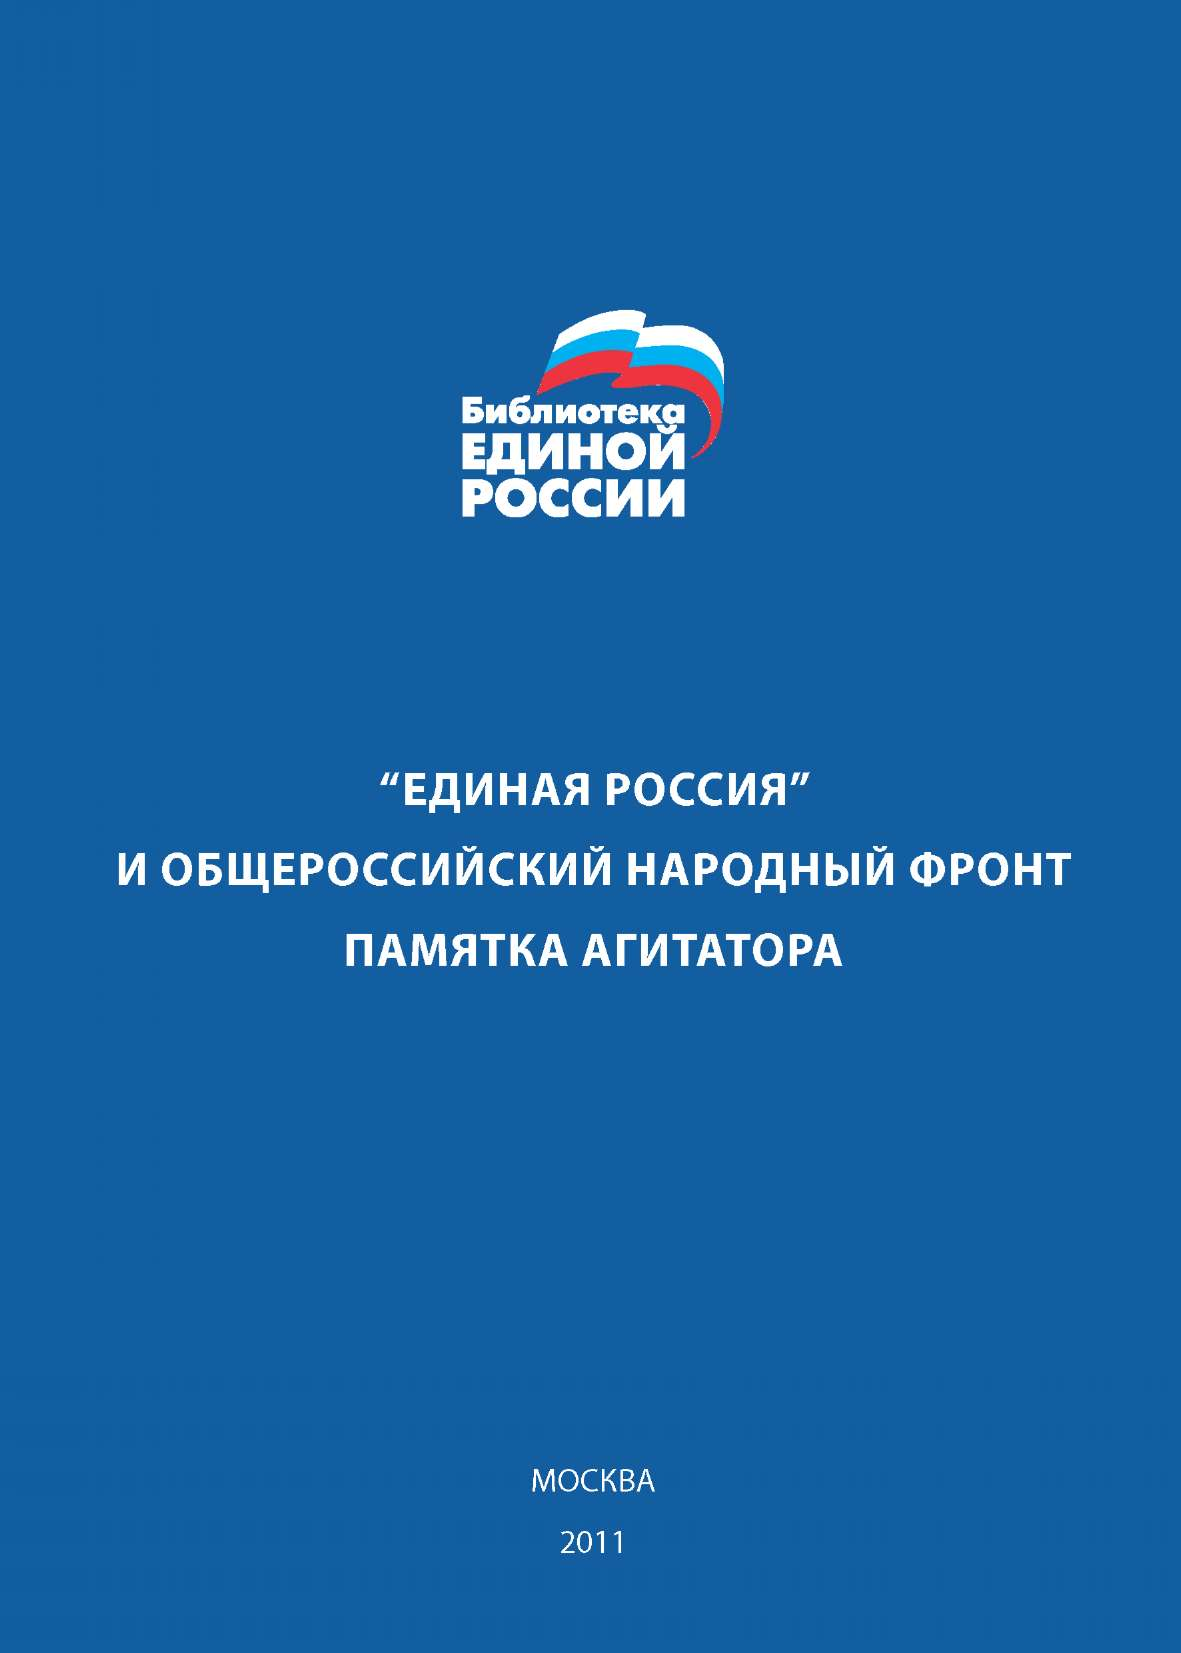 Библиотека
ЕДИНОЙ
РОССИИ
“ЕДИНАЯ РОССИЯ”
И ОБЩЕРОССИЙСКИЙ НАРОДНЫЙ ФРОНТ
ПАМЯТКА АГИТАТОРА
МОСКВА
2011